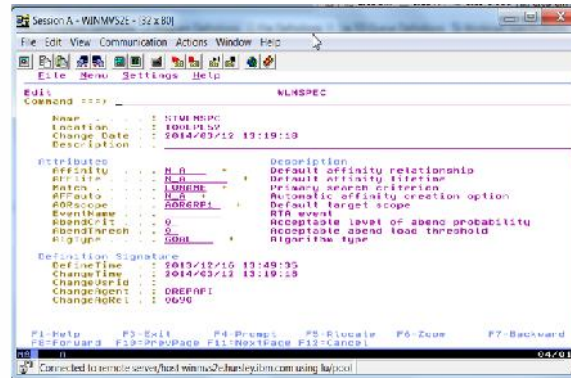 Session A - WINMVS2E - [32 x 80]
File Edit View Communication Actions Window Help
File Menu Settings Help
Edit WLMSPEC
Command ===>
Name . . . . : STWLMSPC
Location . . : TOOLPLS2
Change Date . : 2014/03/12 13:19:18
Description . .
Attributes Description
Affinity . . . N_A + Default affinity relationship
AffLife . . . N_A + Default affinity lifetime
Match . . . . LUNAME + Primary search criterion
AFFauto . . . N_A + Automatic affinity creation option
AORscope . . . AORGRP1 + Default target scope
EventName . . . RTA event
AbendCrit . . 0 Acceptable level of abend probability
AbendThresh . . 0 Acceptable abend load threshold
AlgType . . . GOAL + Algorithm type
Definition Signature
DefineTime . : 2013/12/16 13:49:35
ChangeTime . : 2014/03/12 13:19:18
ChangeUsrid . :
ChangeAgent . : DREPAPI
ChangeAgRel . : 0690
F1=Help F3=Exit F4=Prompt F5=Rlocate F6=Zoom F7=Backward
F8=Forward F10=PrevPage F11=NextPage F12=Cancel
MA a 04/01
Connected to remote server/host winmvs2e.hursley.ibm.com using lu/pool